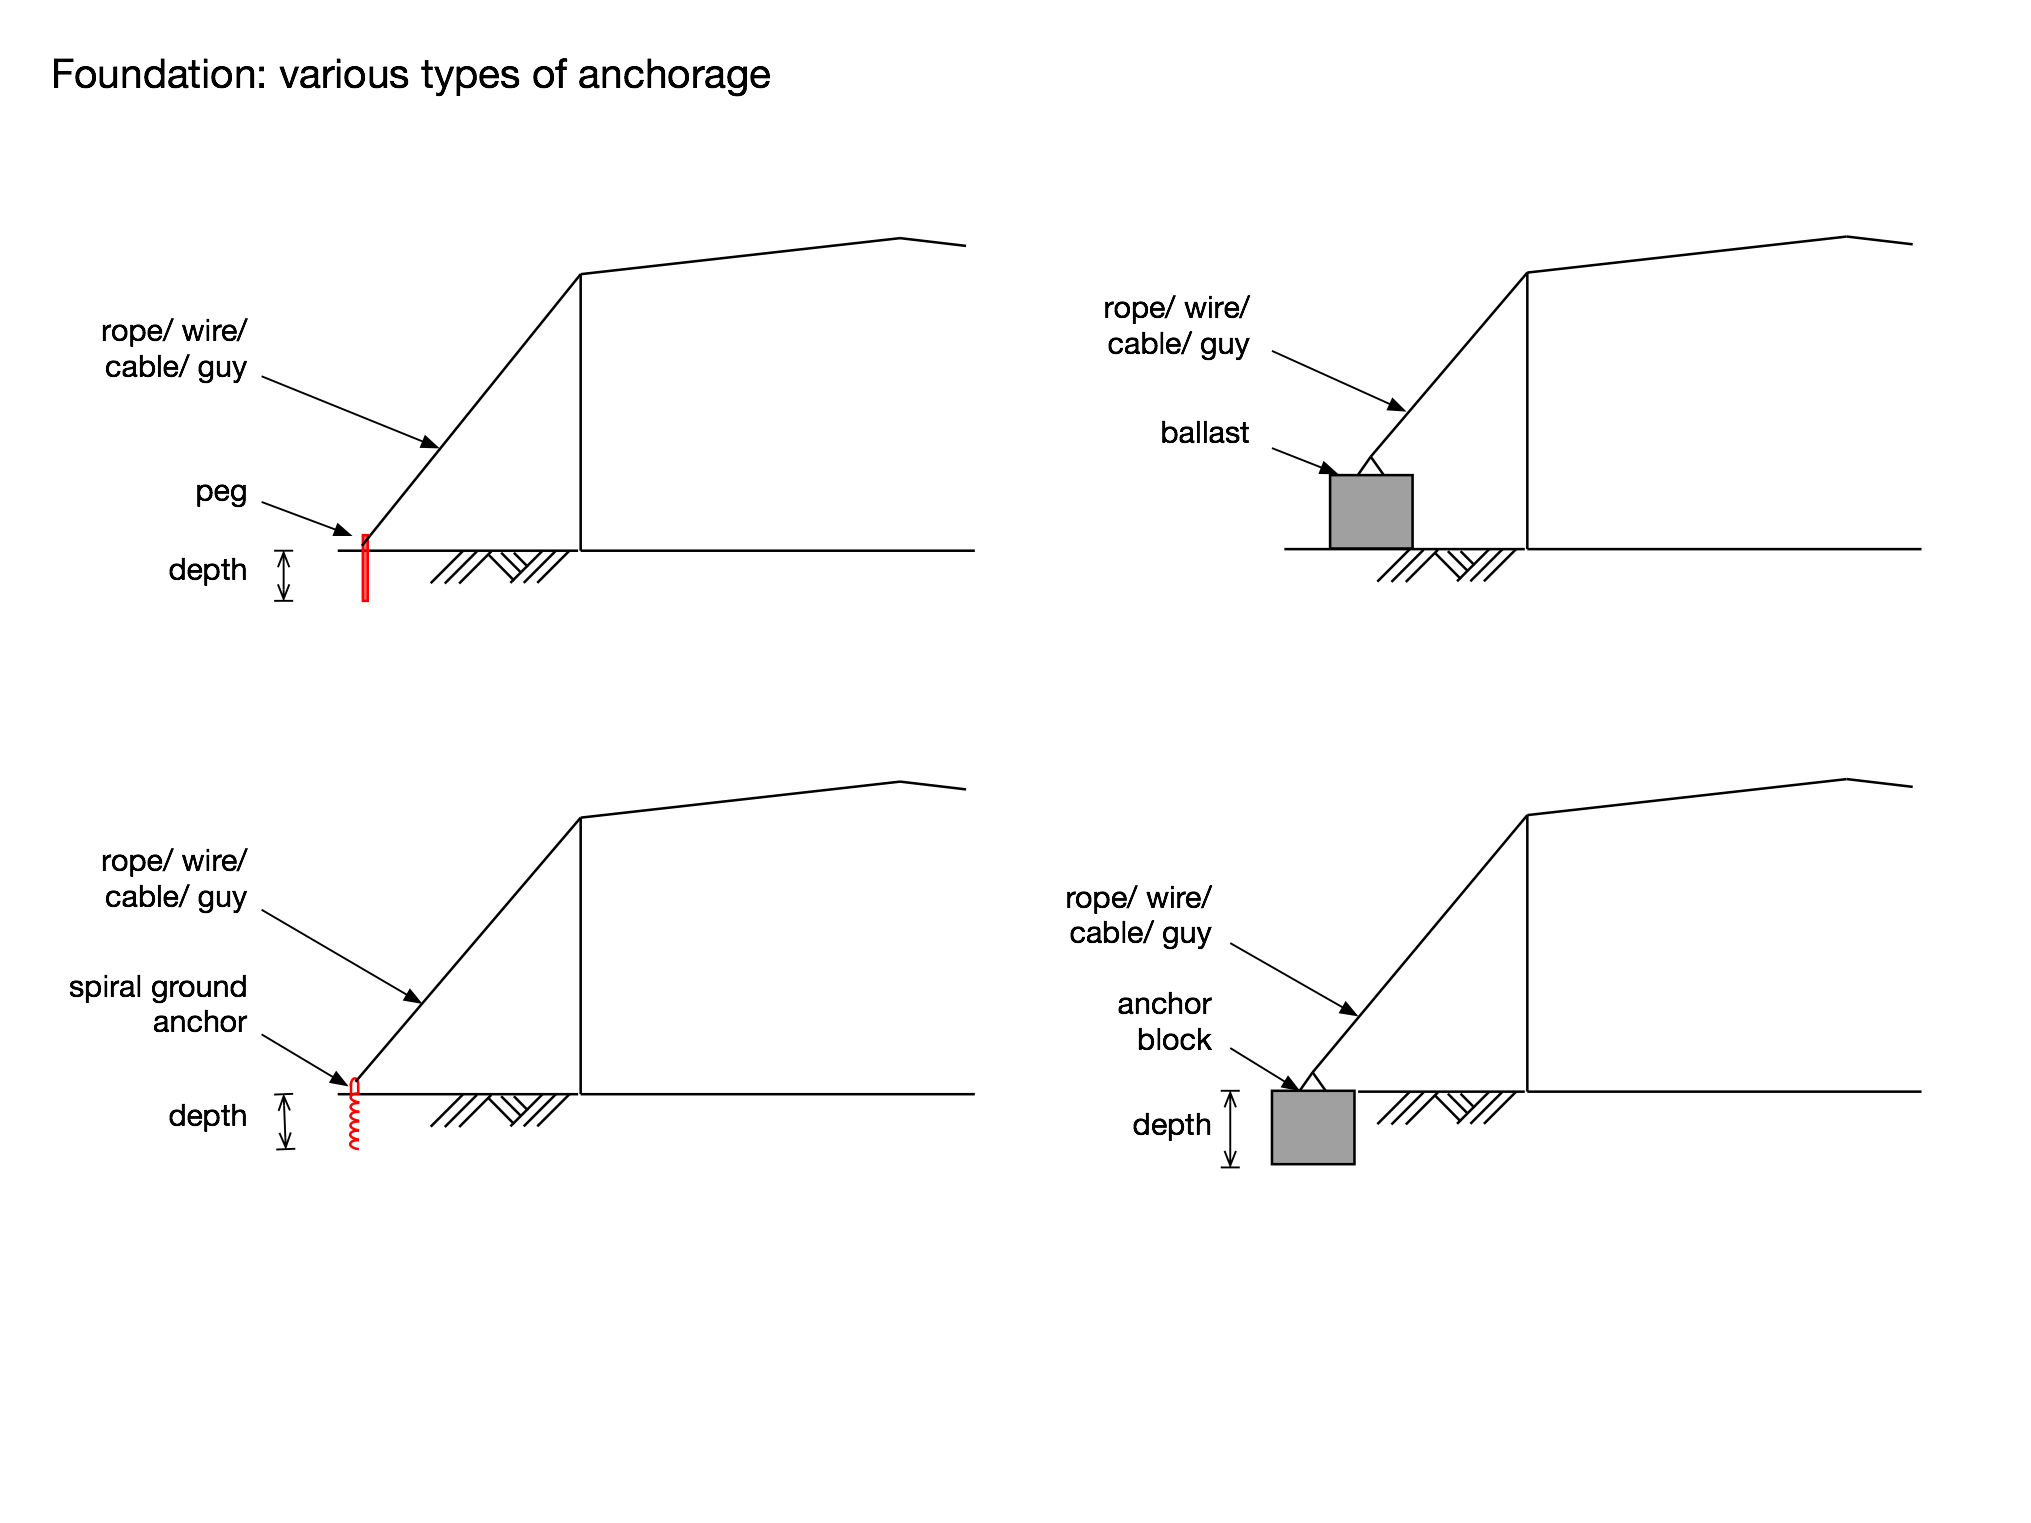 Foundation: various types of anchorage
rope/ wire/
cable/ guy
peg
depth
rope/ wire/
cable/ guy
ballast
rope/ wire/
cable/ guy
spiral ground
anchor
depth
rope/ wire/
cable/ guy
anchor
block
depth